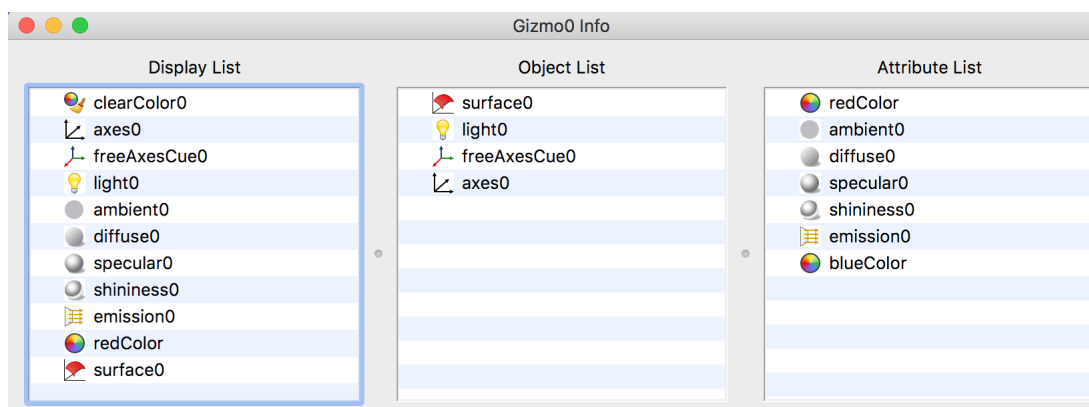 Gizmo0 Info
Display List
clearColor0
axes0
freeAxesCue0
light0
ambient0
diffuse0
specular0
shininess0
emission0
redColor
surface0
Object List
surface0
light0
freeAxesCue0
axes0
Attribute List
redColor
ambient0
diffuse0
specular0
shininess0
emission0
blueColor